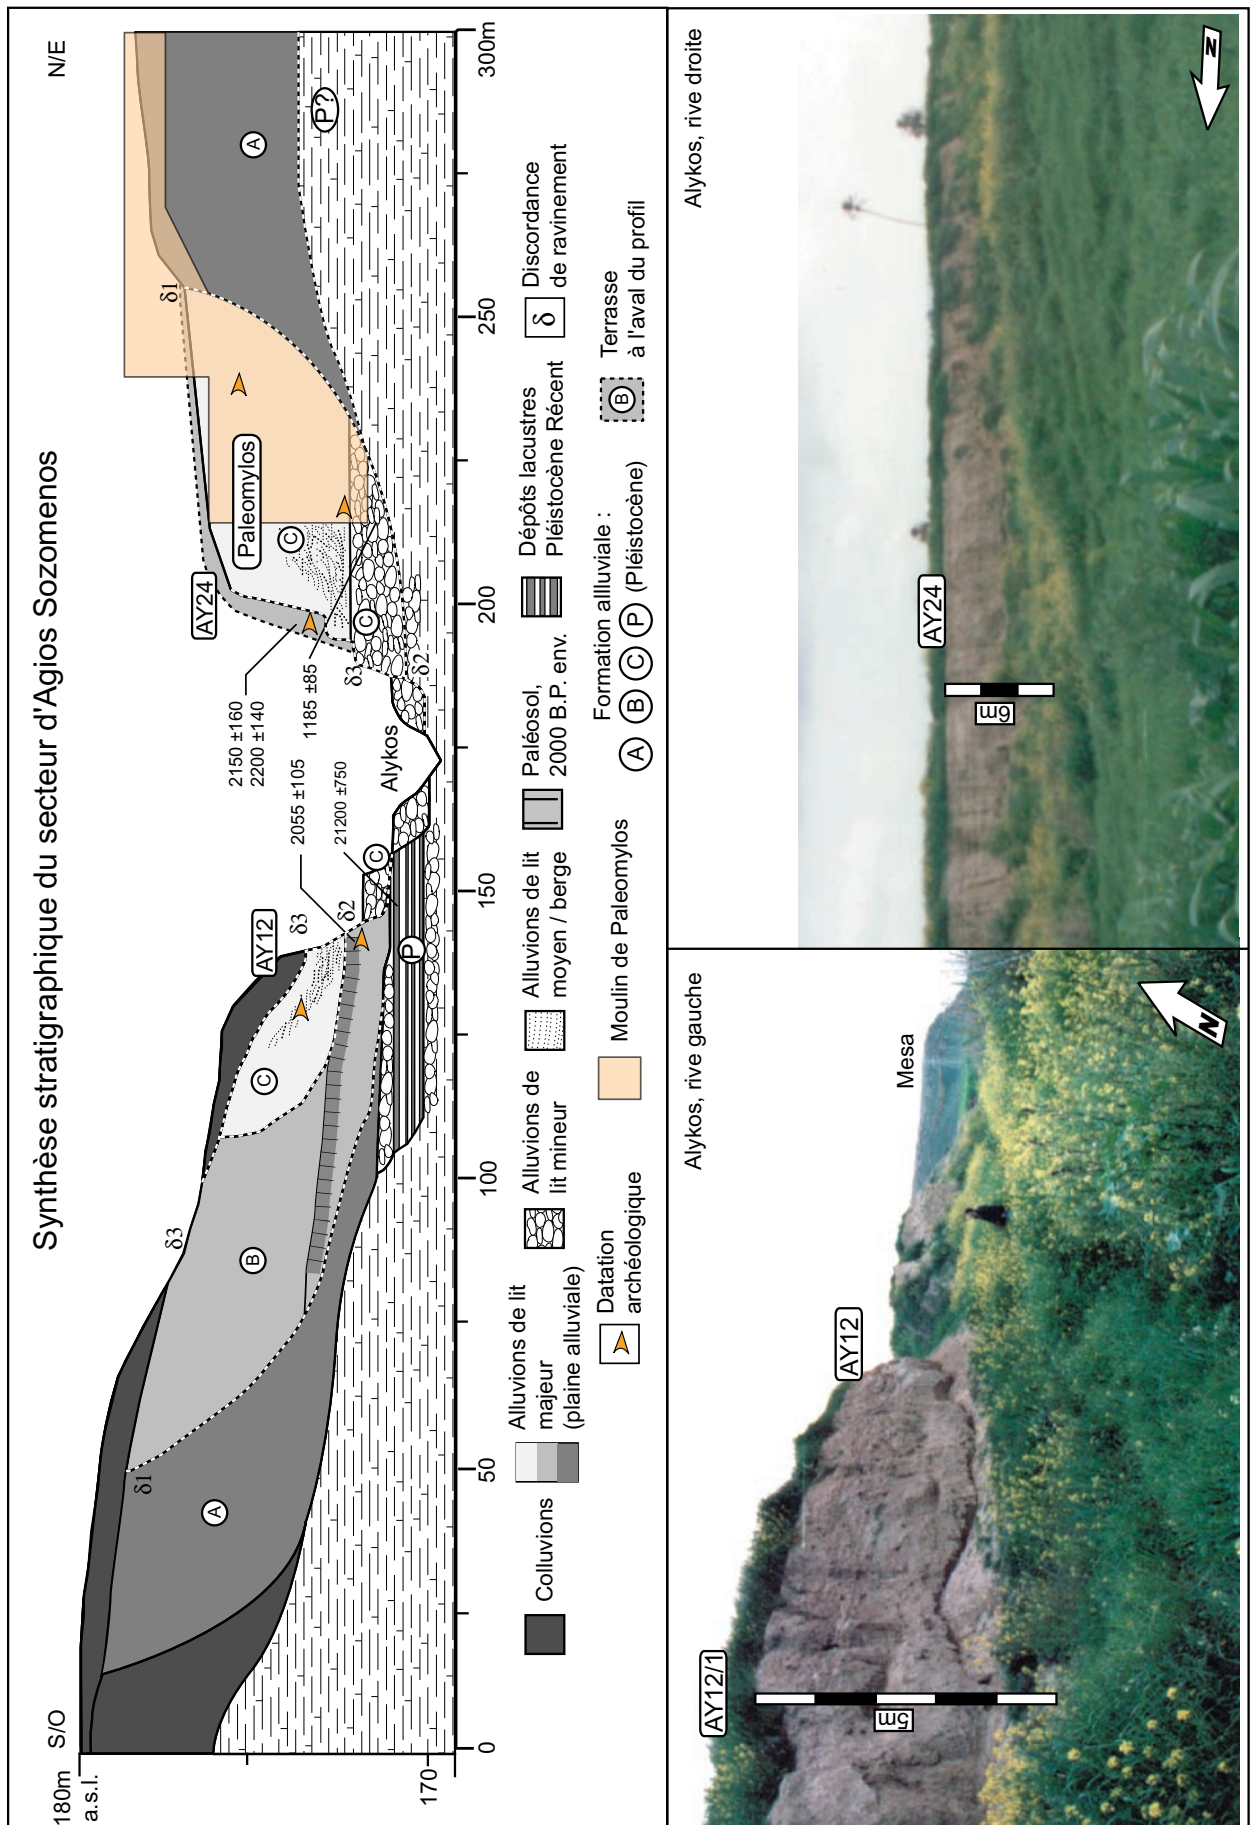 Synthèse stratigraphique du secteur d'Agios Sozomenos
S/O
N/E
180m
a.s.l.
170
0
50
100
150
200
250
300m
A
δ1
δ3
B
C
AY12
δ3
δ2
C
P
2055 ±105
21200 ±750
Alykos
2150 ±160
2200 ±140
1185 ±85
AY24
δ3
δ2
C
C
Paleomylos
δ1
A
P?
Colluvions
Alluvions de lit
majeur
(plaine alluviale)
Alluvions de
lit mineur
Alluvions de lit
moyen / berge
Paléosol,
2000 B.P. env.
Dépôts lacustres
Pléistocène Récent
δ
Discordance
de ravinement
Datation
archéologique
Moulin de Paleomylos
Formation allluviale :
A B C P (Pléistocène)
B
Terrasse
à l'aval du profil
Alykos, rive gauche
AY12/1
AY12
Mesa
5m
N
Alykos, rive droite
AY24
6m
N